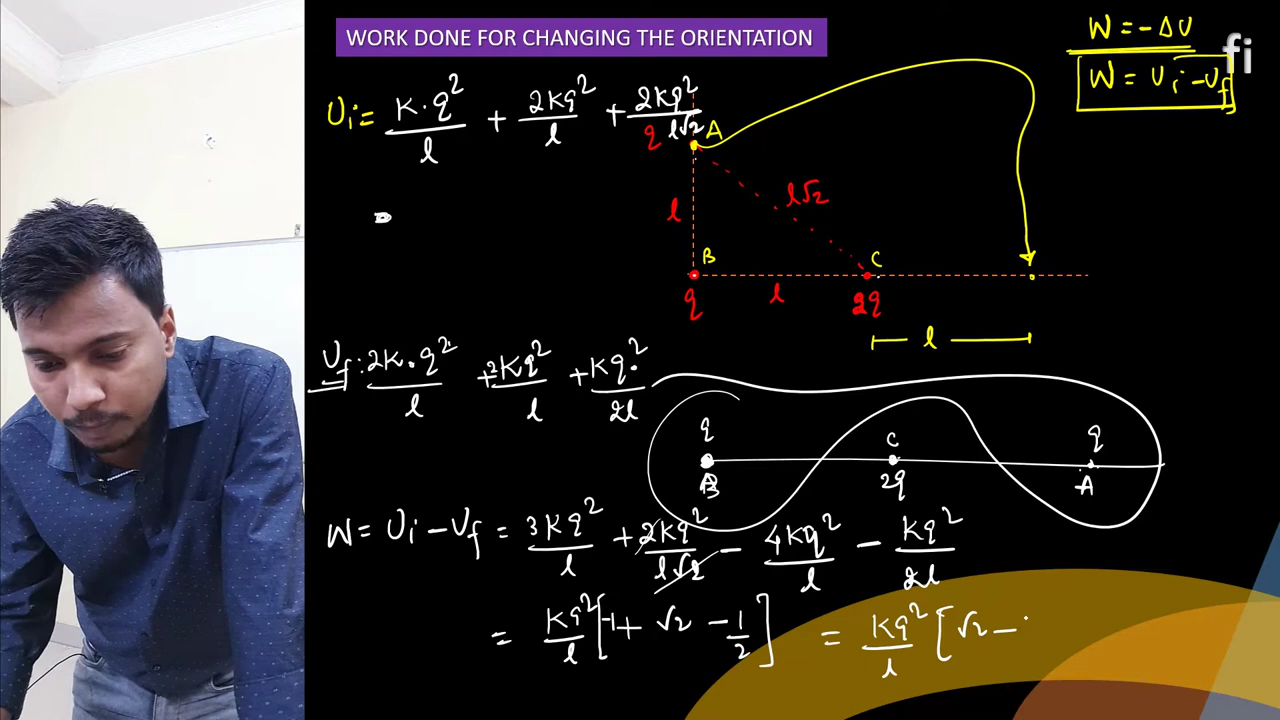 WORK DONE FOR CHANGING THE ORIENTATION
W = -ΔU
W = Ui - Uf
fi
Ui = K·q²/l + 2Kq²/l + 2Kq²/l√2
q A
l l√2
B C
q l 2q
l
Uf : 2K·q²/l + 2Kq²/l + Kq²/2l
q C q
B 2q A
W = Ui - Uf = 3Kq²/l + 2Kq²/l√2 - 4Kq²/l - Kq²/2l
= Kq²/l [-1 + √2 - 1/2] = Kq²/l [√2 -